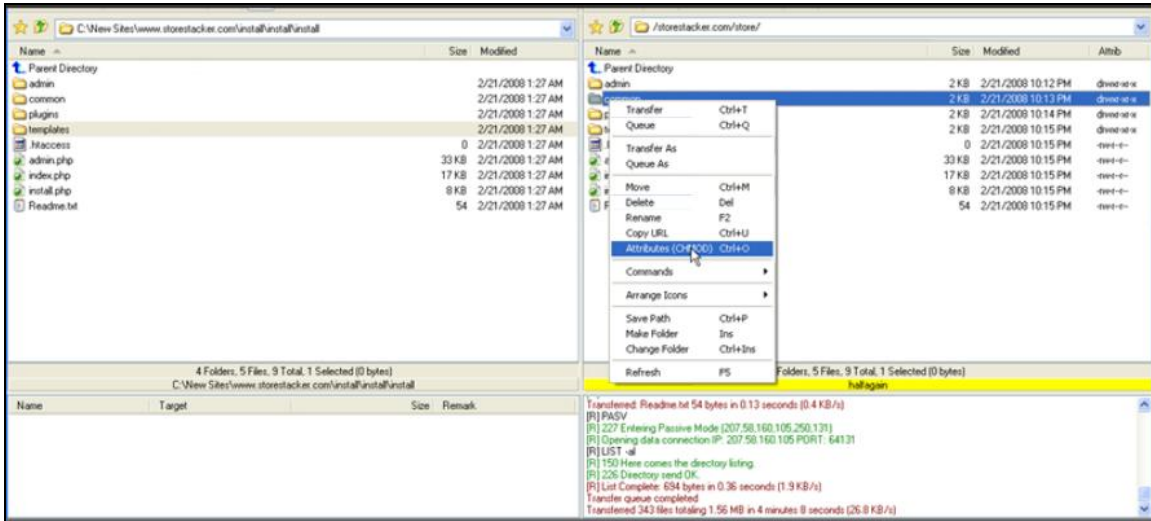 C:\New Sites\www.storestacker.com\install\install\install
Name Size Modified
Parent Directory
admin 2/21/2008 1:27 AM
common 2/21/2008 1:27 AM
plugins 2/21/2008 1:27 AM
templates 2/21/2008 1:27 AM
.htaccess 0 2/21/2008 1:27 AM
admin.php 33 KB 2/21/2008 1:27 AM
index.php 17 KB 2/21/2008 1:27 AM
install.php 8 KB 2/21/2008 1:27 AM
Readme.txt 54 2/21/2008 1:27 AM
4 Folders, 5 Files, 9 Total, 1 Selected (0 bytes)
C:\New Sites\www.storestacker.com\install\install\install
/storestacker.com/store/
Name Size Modified Attrib
Parent Directory
admin 2 KB 2/21/2008 10:12 PM
common 2 KB 2/21/2008 10:13 PM
2 KB 2/21/2008 10:14 PM
2 KB 2/21/2008 10:15 PM
0 2/21/2008 10:15 PM
33 KB 2/21/2008 10:15 PM
17 KB 2/21/2008 10:15 PM
8 KB 2/21/2008 10:15 PM
54 2/21/2008 10:15 PM
Transfer Ctrl+T
Queue Ctrl+Q
Transfer As
Queue As
Move Ctrl+M
Delete Del
Rename F2
Copy URL Ctrl+U
Attributes (CHMOD) Ctrl+O
Commands
Arrange Icons
Save Path Ctrl+P
Make Folder Ins
Change Folder Ctrl+Ins
Refresh F5
Folders, 5 Files, 9 Total, 1 Selected (0 bytes)
halfagain
Name Target Size Remark
Transferred: Readme.txt 54 bytes in 0.13 seconds (0.4 KB/s)
[R] PASV
[R] 227 Entering Passive Mode (207,58,160,105,250,131)
[R] Opening data connection IP: 207.58.160.105 PORT: 64131
[R] LIST -al
[R] 150 Here comes the directory listing.
[R] 226 Directory send OK.
[R] List Complete: 694 bytes in 0.36 seconds (1.9 KB/s)
Transfer queue completed
Transferred 343 files totaling 1.56 MB in 4 minutes 8 seconds (26.8 KB/s)